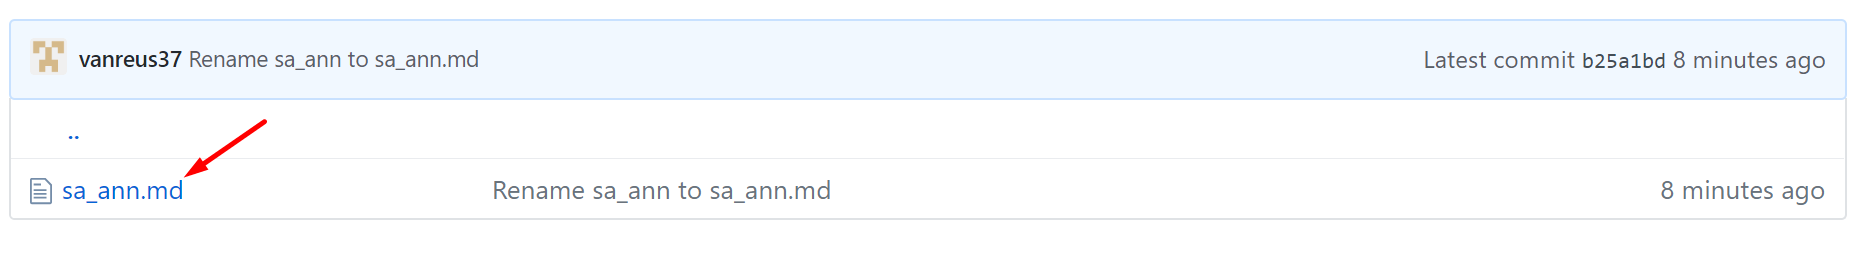 vanreus37 Rename sa_ann to sa_ann.md Latest commit b25a1bd 8 minutes ago
..
sa_ann.md Rename sa_ann to sa_ann.md 8 minutes ago